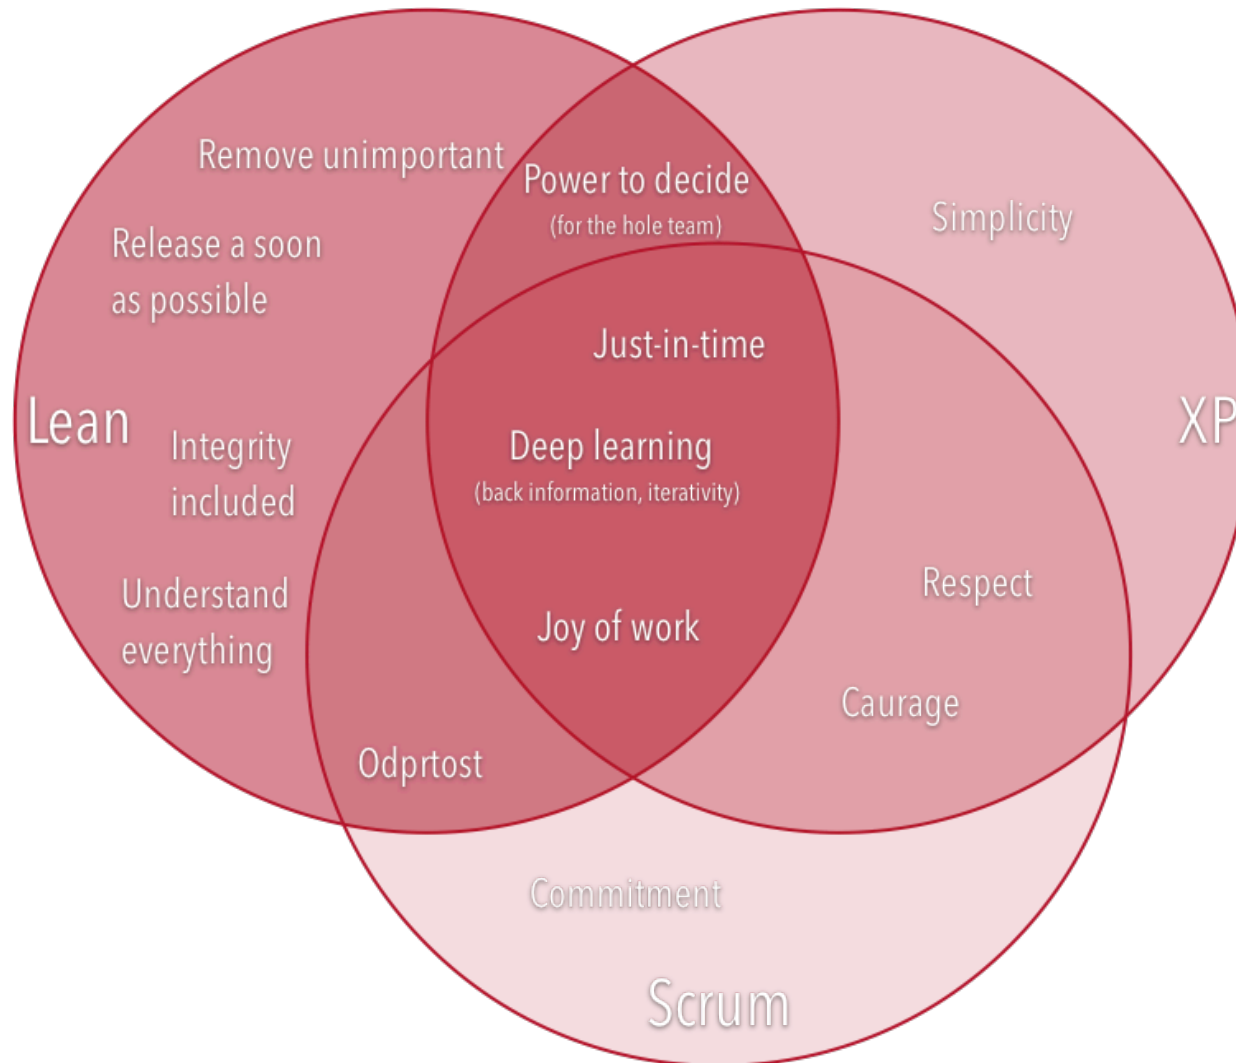 Remove unimportant
Power to decide
(for the hole team)
Simplicity
Release a soon
as possible
Just-in-time
Lean
XP
Integrity
included
Deep learning
(back information, iterativity)
Understand
everything
Respect
Joy of work
Caurage
Odprtost
Commitment
Scrum